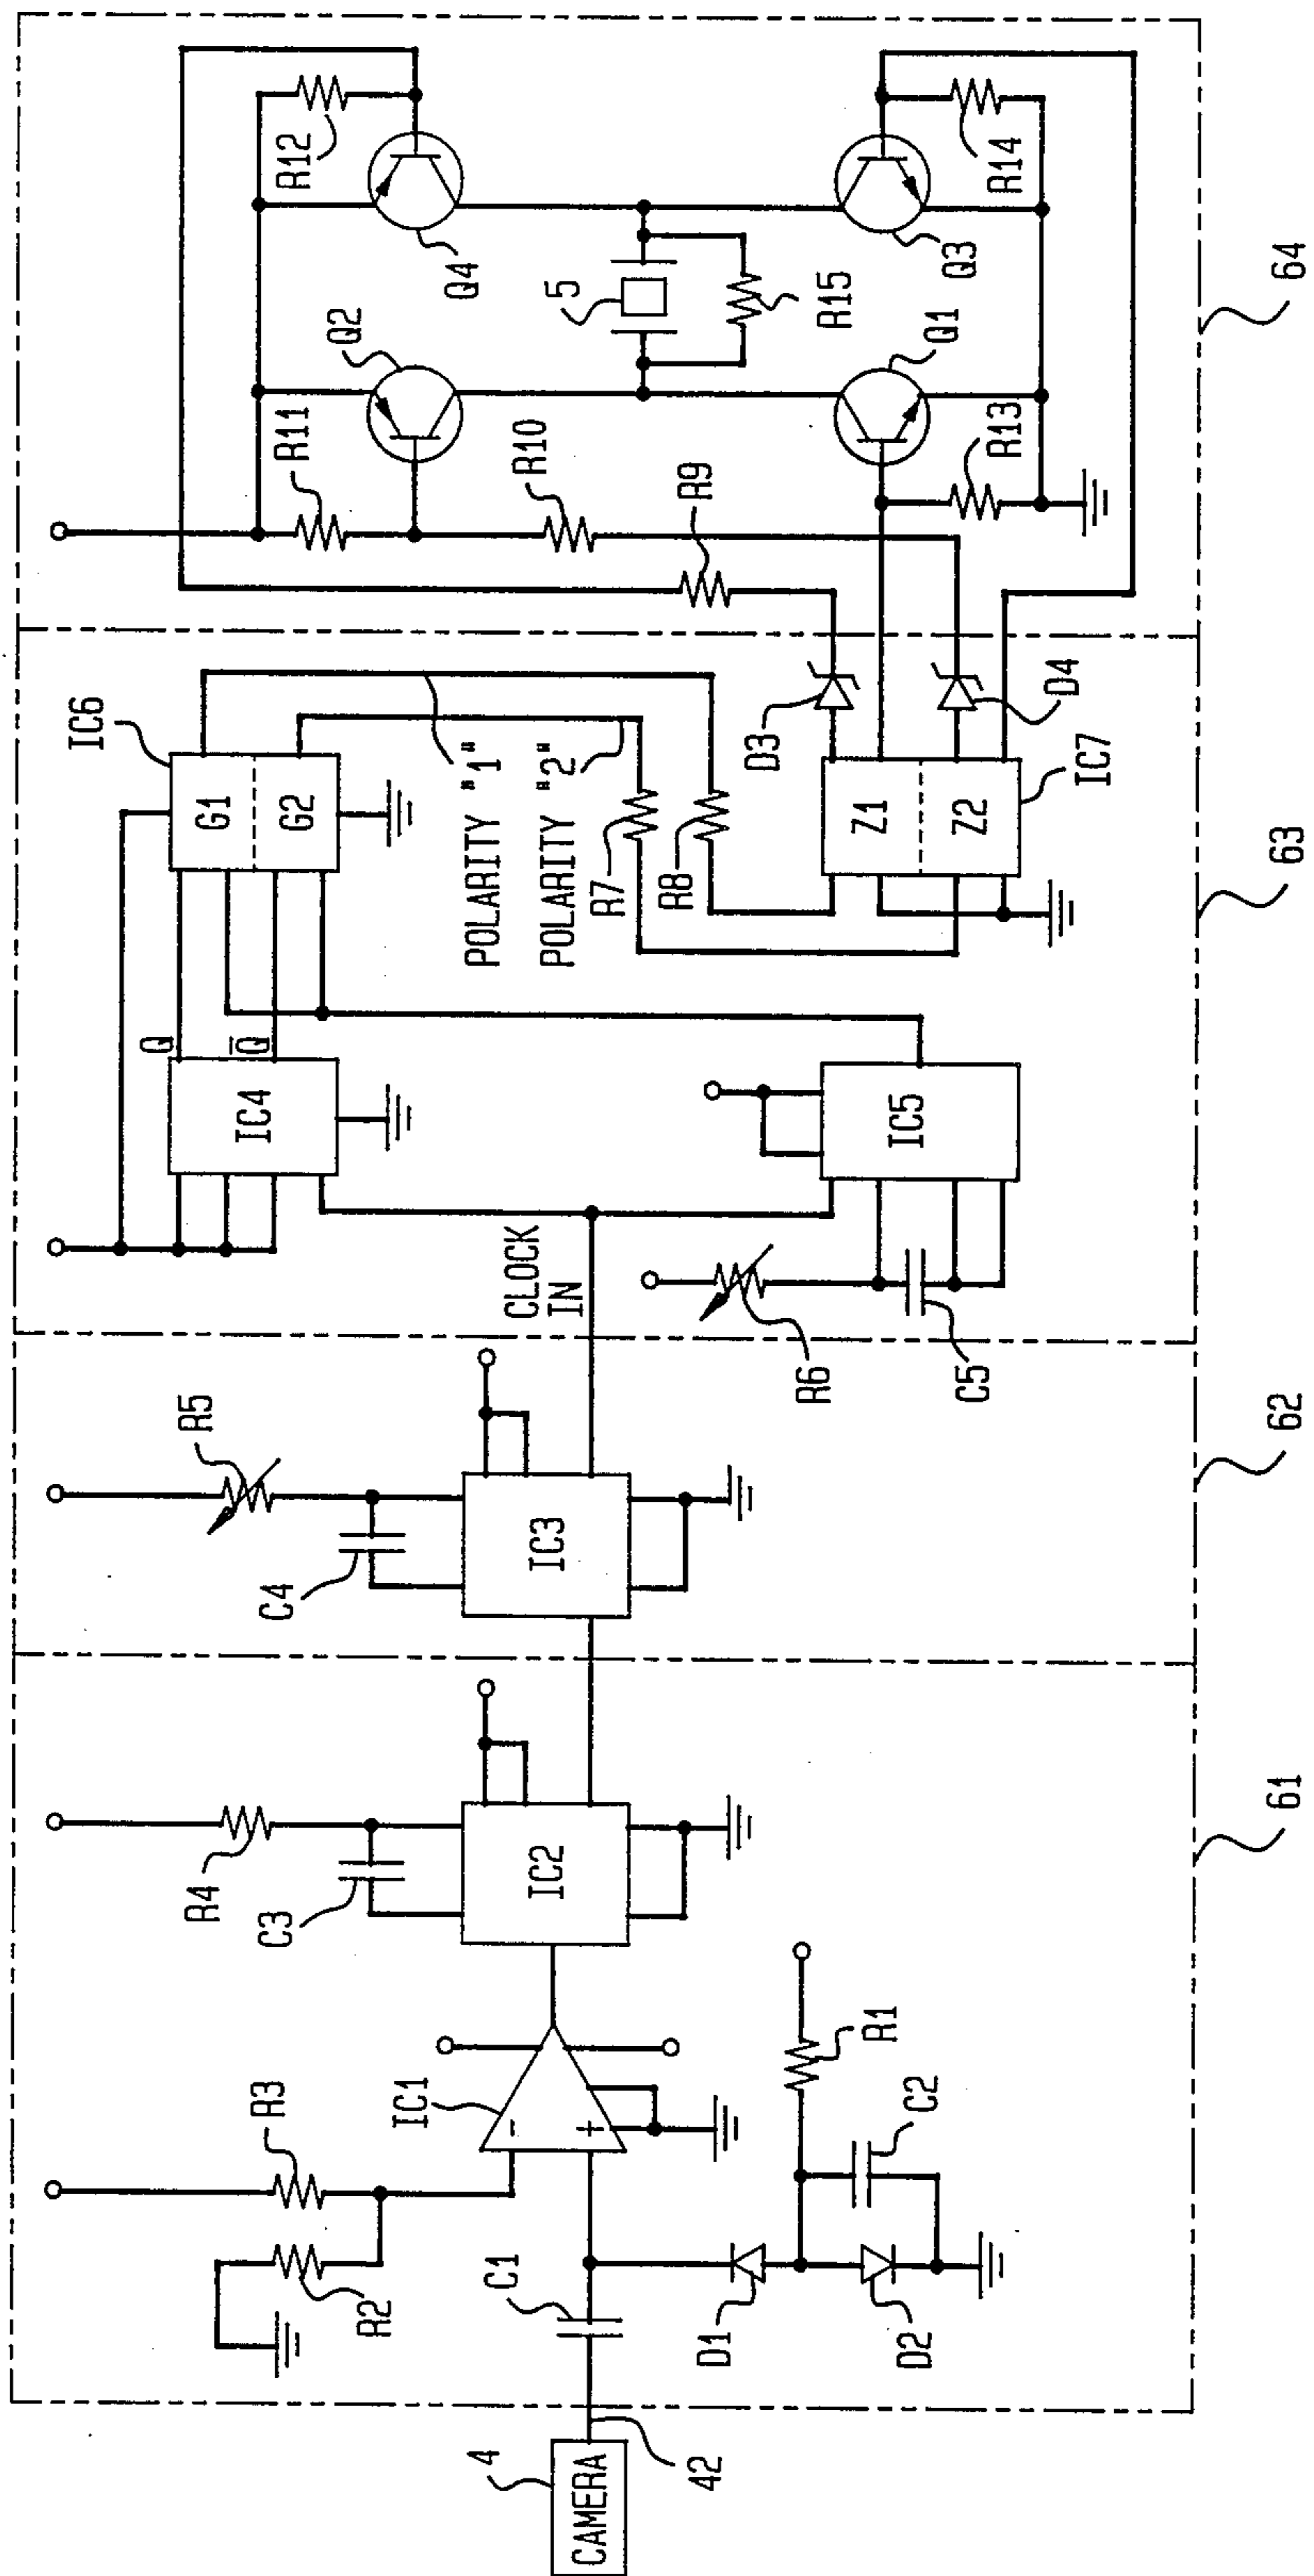 CAMERA
4
42
C1
R2
R3
IC1
-
+
D1
D2
C2
R1
R4
C3
IC2
61
R5
C4
IC3
62
CLOCK
IN
R6
C5
IC4
Q
Q̅
IC5
IC6
G1
G2
POLARITY "1"
POLARITY "2"
R7
R8
Z1
Z2
IC7
D3
D4
63
R9
R10
R11
R12
Q2
Q4
5
R15
Q1
Q3
R13
R14
64